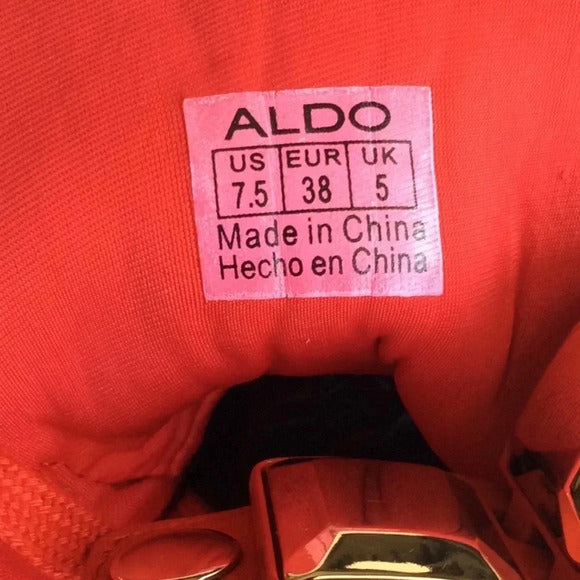 ALDO
US EUR UK
7.5 38 5
Made in China
Hecho en China